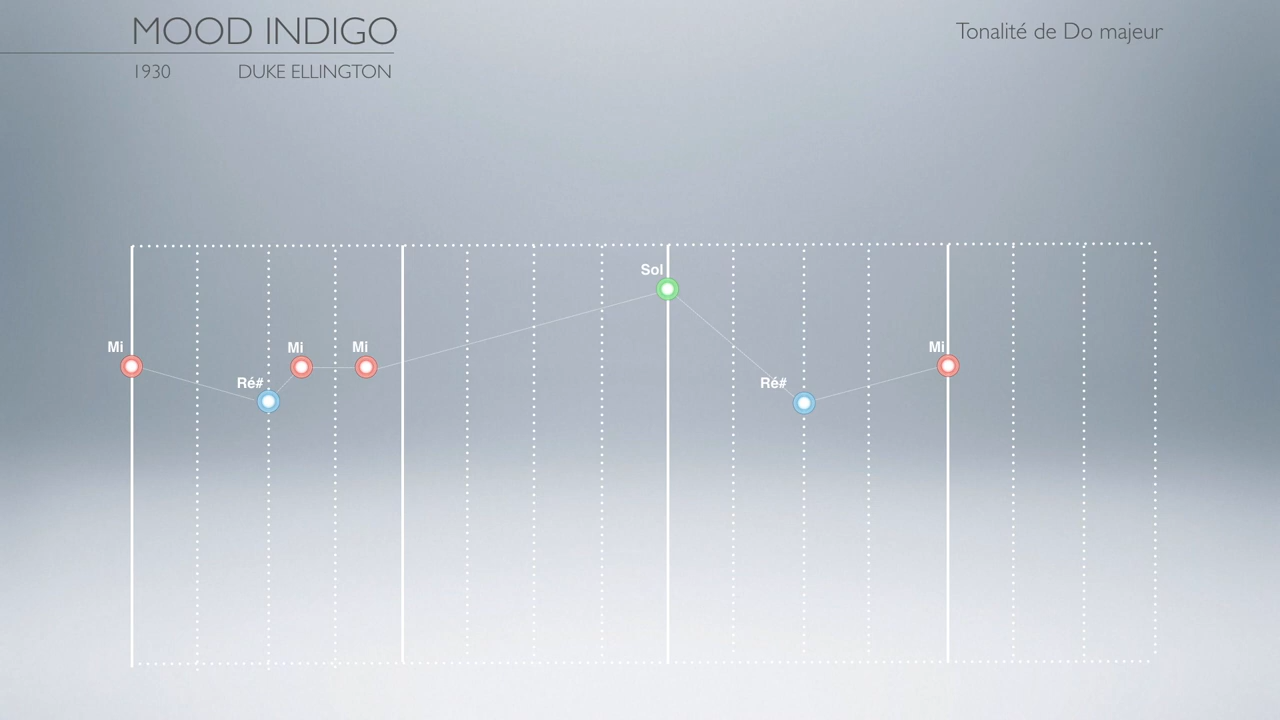 MOOD INDIGO
Tonalité de Do majeur
1930 DUKE ELLINGTON
Sol
Mi
Mi
Mi
Mi
Ré#
Ré#